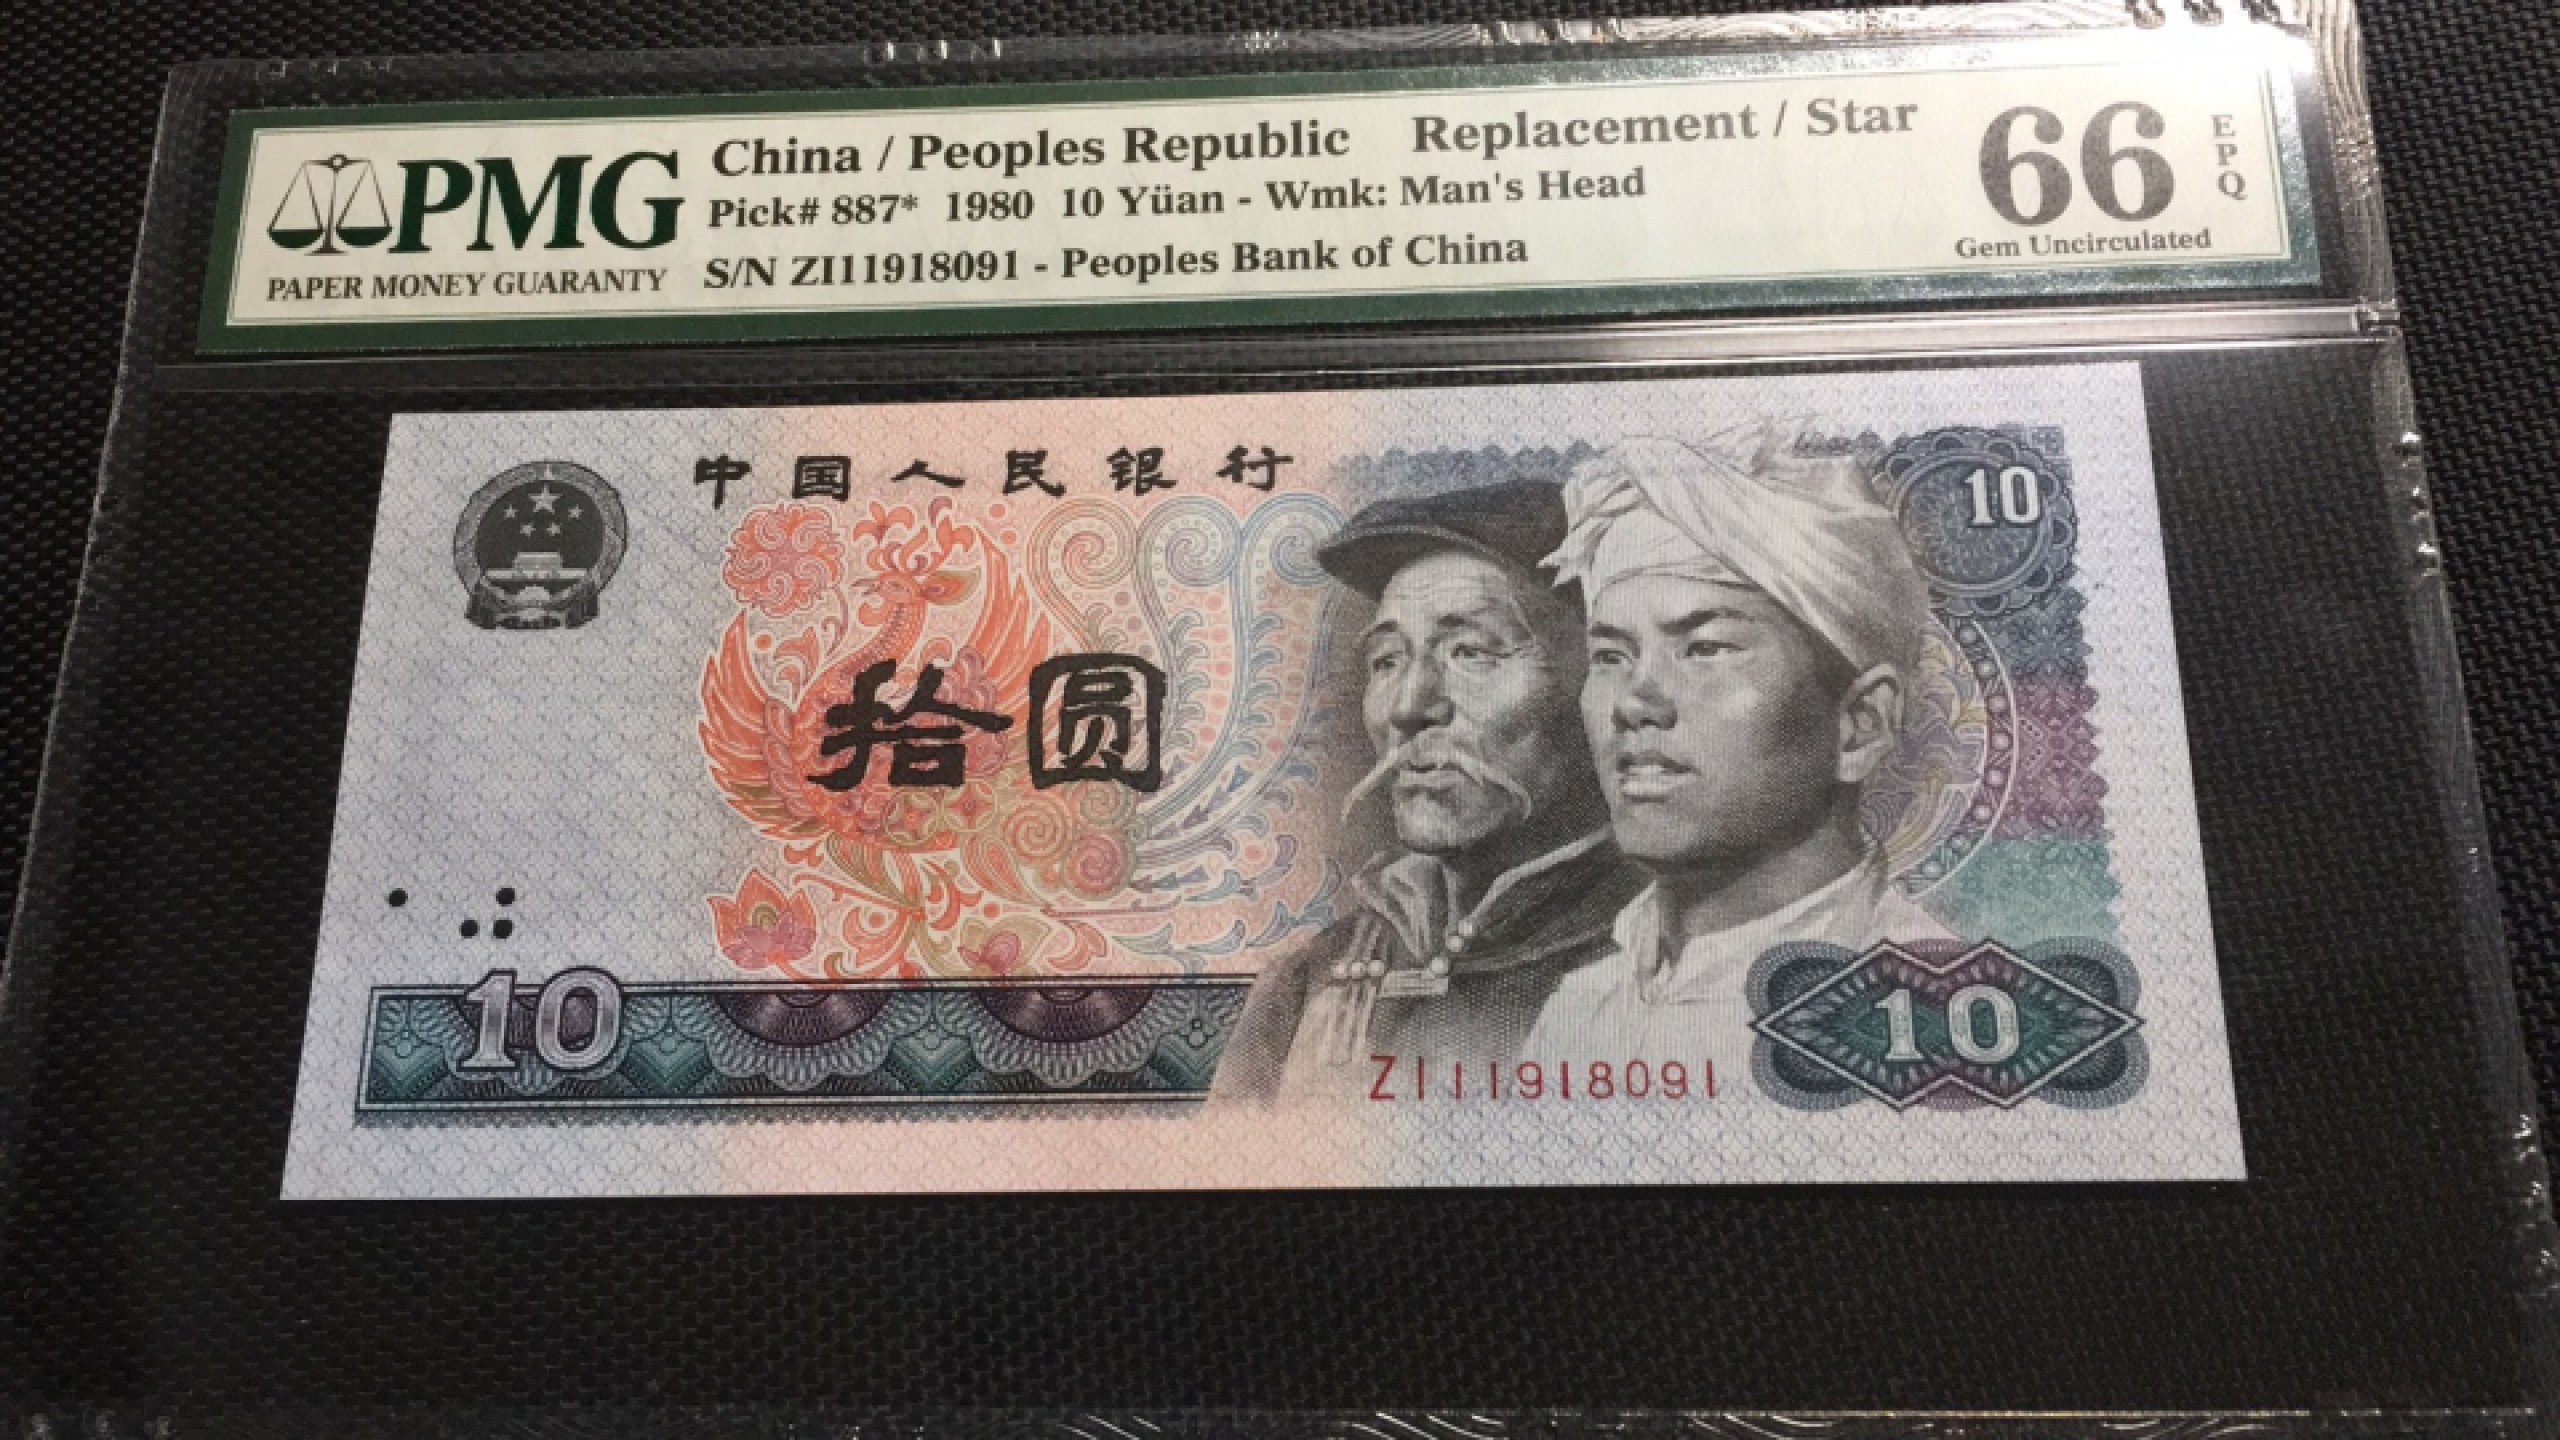 PMG
PAPER MONEY GUARANTY
China / Peoples Republic Replacement / Star
Pick# 887* 1980 10 Yüan - Wmk: Man's Head
S/N ZI11918091 - Peoples Bank of China
66
EPQ
Gem Uncirculated
中国人民银行
10
拾圆
10
10
ZI11918091